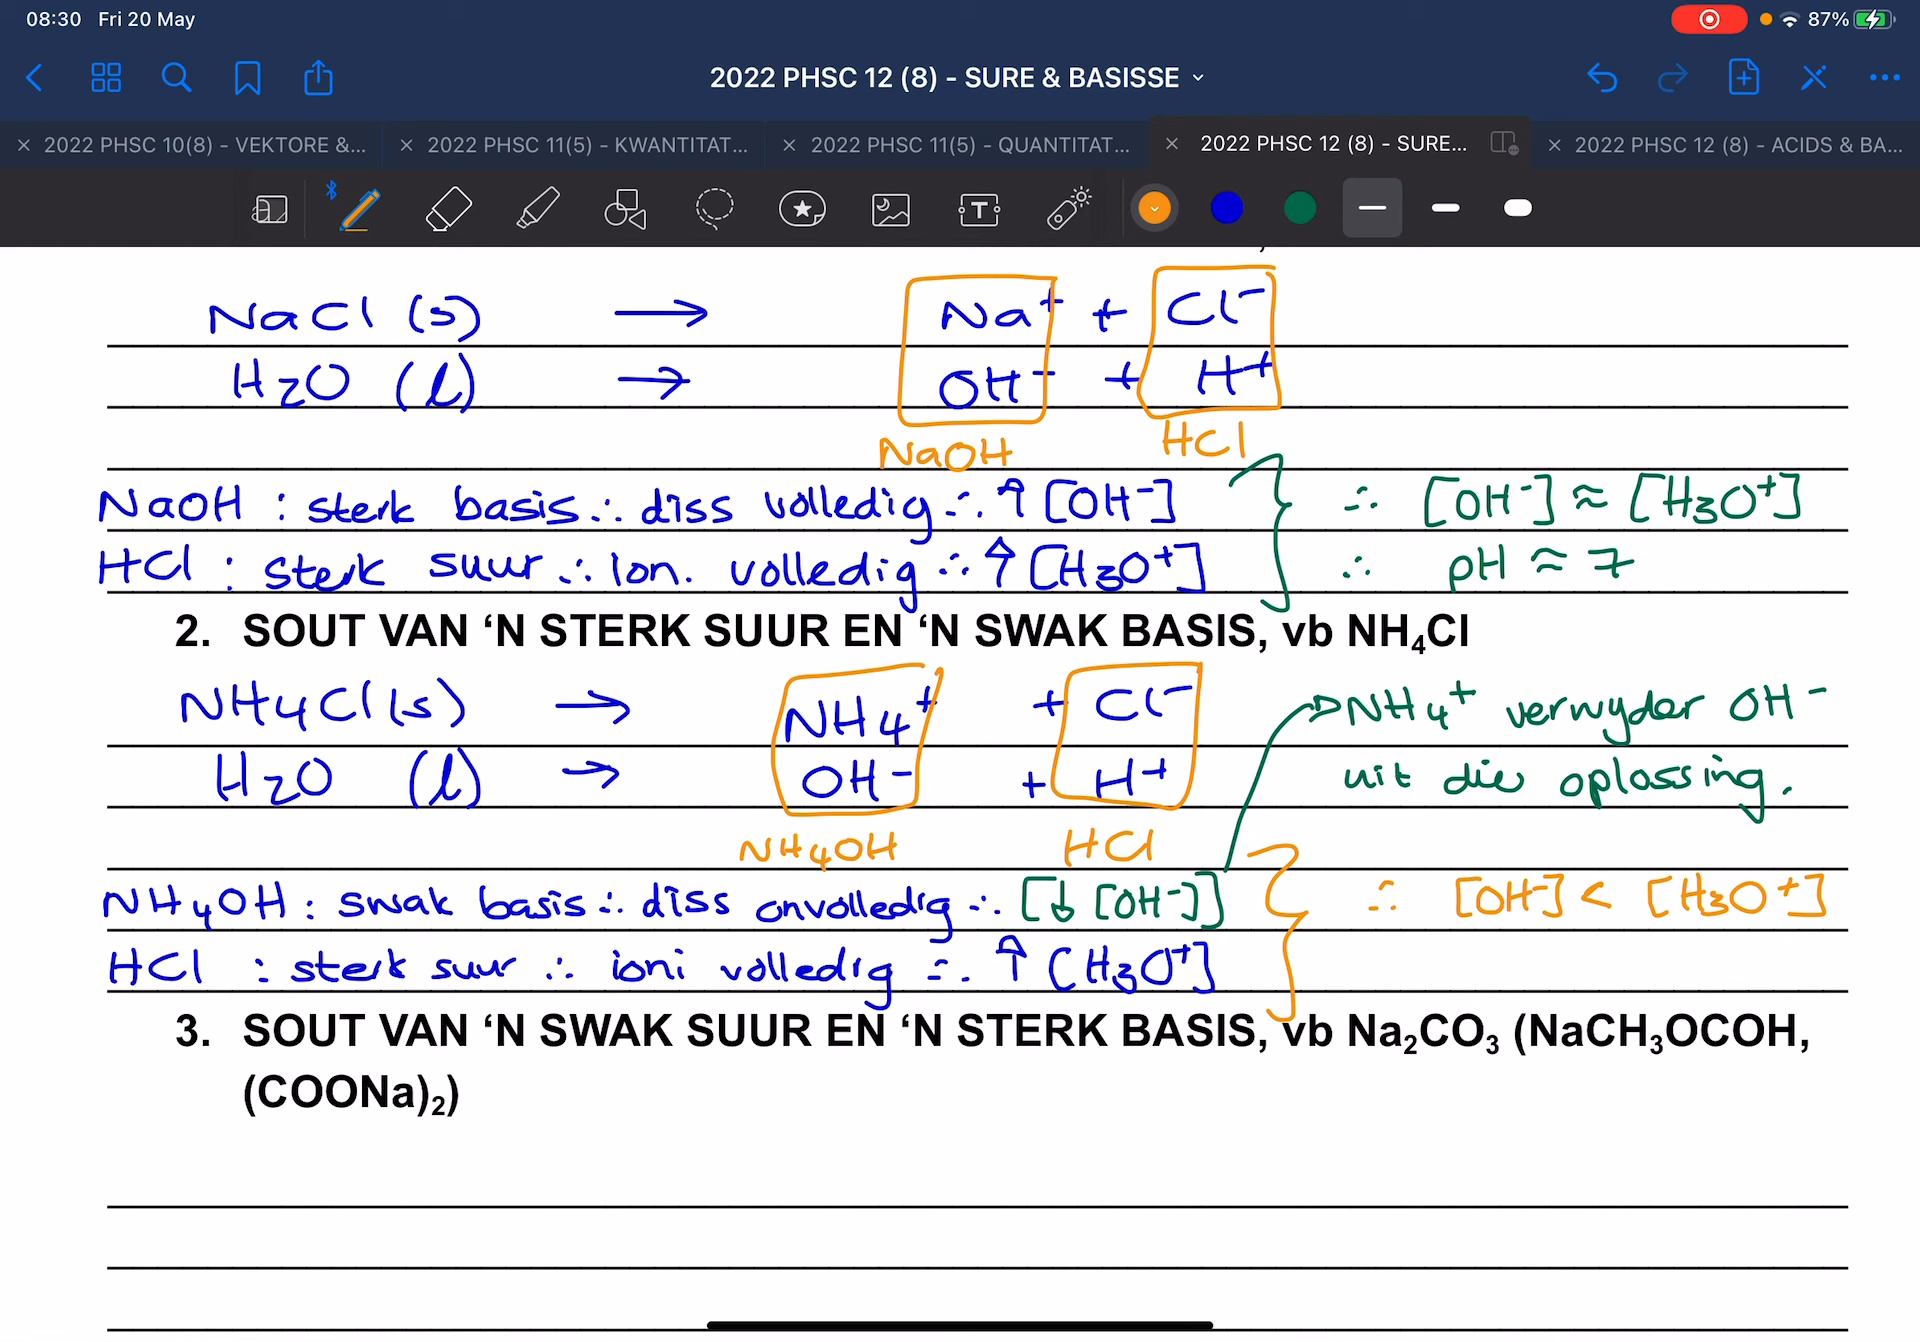 08:30 Fri 20 May 87%
2022 PHSC 12 (8) - SURE & BASISSE
2022 PHSC 10(8) - VEKTORE &... 2022 PHSC 11(5) - KWANTITAT... 2022 PHSC 11(5) - QUANTITAT... 2022 PHSC 12 (8) - SURE... 2022 PHSC 12 (8) - ACIDS & BA...
NaCl (s) → Na⁺ + Cl⁻
H₂O (l) → OH⁻ + H⁺
NaOH HCl
NaOH : sterk basis ∴ diss volledig ∴ ↑ [OH⁻] ∴ [OH⁻] ≈ [H₃O⁺]
HCl : sterk suur ∴ ion. volledig ∴ ↑ [H₃O⁺] ∴ pH ≈ 7
2. SOUT VAN ‘N STERK SUUR EN ‘N SWAK BASIS, vb NH₄Cl
NH₄Cl (s) → NH₄⁺ + Cl⁻ → NH₄⁺ verwyder OH⁻
H₂O (l) → OH⁻ + H⁺ uit die oplossing.
NH₄OH HCl
NH₄OH : swak basis ∴ diss onvolledig ∴ [↓ [OH⁻]] ∴ [OH⁻] < [H₃O⁺]
HCl : sterk suur ∴ ioni volledig ∴ ↑ [H₃O⁺]
3. SOUT VAN ‘N SWAK SUUR EN ‘N STERK BASIS, vb Na₂CO₃ (NaCH₃OCOH,
(COONa)₂)